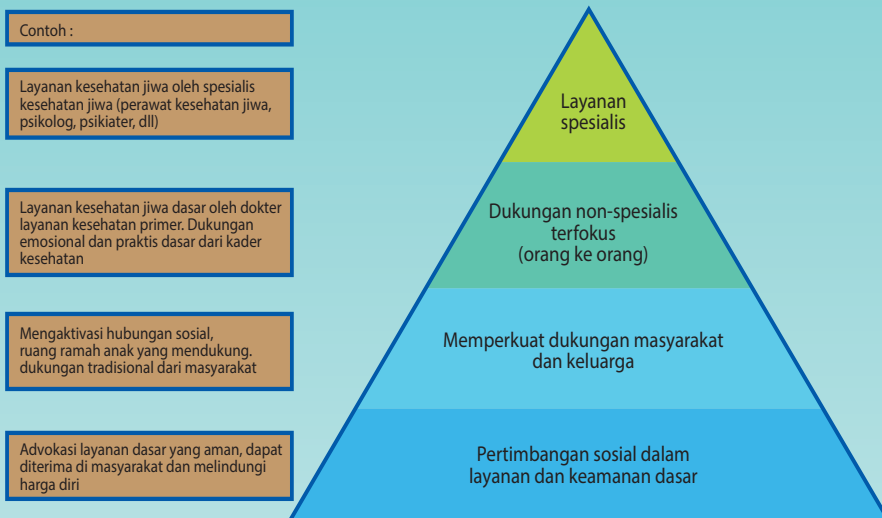 Contoh :
Layanan kesehatan jiwa oleh spesialis
kesehatan jiwa (perawat kesehatan jiwa,
psikolog, psikiater, dll)
Layanan
spesialis
Layanan kesehatan jiwa dasar oleh dokter
layanan kesehatan primer. Dukungan
emosional dan praktis dasar dari kader
kesehatan
Dukungan non-spesialis
terfokus
(orang ke orang)
Mengaktivasi hubungan sosial,
ruang ramah anak yang mendukung.
dukungan tradisional dari masyarakat
Memperkuat dukungan masyarakat
dan keluarga
Advokasi layanan dasar yang aman, dapat
diterima di masyarakat dan melindungi
harga diri
Pertimbangan sosial dalam
layanan dan keamanan dasar